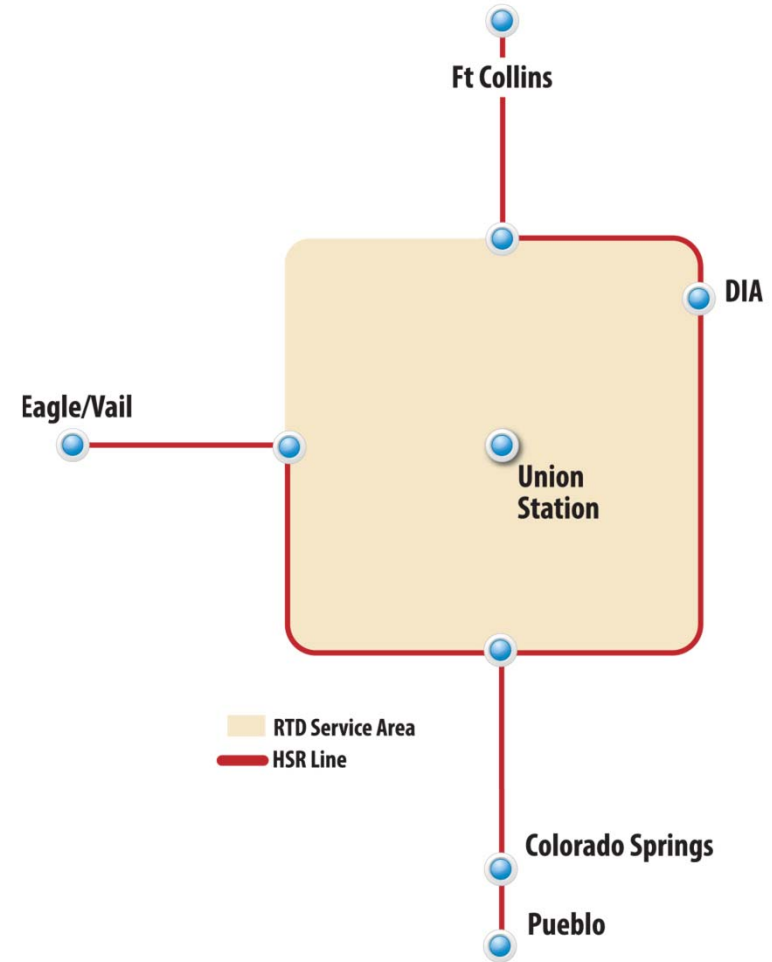 Ft Collins
DIA
Eagle/Vail
Union
Station
RTD Service Area
HSR Line
Colorado Springs
Pueblo